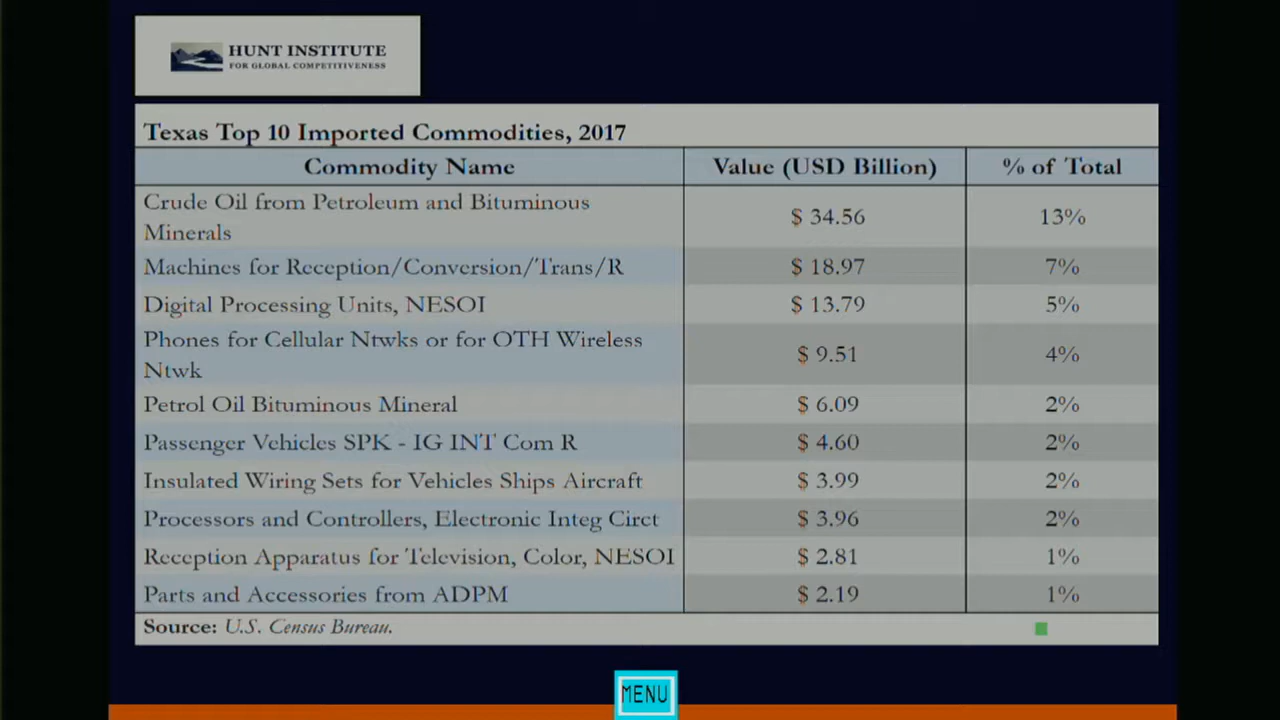 HUNT INSTITUTE
FOR GLOBAL COMPETITIVENESS
Texas Top 10 Imported Commodities, 2017
Commodity Name Value (USD Billion) % of Total
Crude Oil from Petroleum and Bituminous
Minerals $ 34.56 13%
Machines for Reception/Conversion/Trans/R $ 18.97 7%
Digital Processing Units, NESOI $ 13.79 5%
Phones for Cellular Ntwks or for OTH Wireless
Ntwk $ 9.51 4%
Petrol Oil Bituminous Mineral $ 6.09 2%
Passenger Vehicles SPK - IG INT Com R $ 4.60 2%
Insulated Wiring Sets for Vehicles Ships Aircraft $ 3.99 2%
Processors and Controllers, Electronic Integ Circt $ 3.96 2%
Reception Apparatus for Television, Color, NESOI $ 2.81 1%
Parts and Accessories from ADPM $ 2.19 1%
Source: U.S. Census Bureau.
MENU